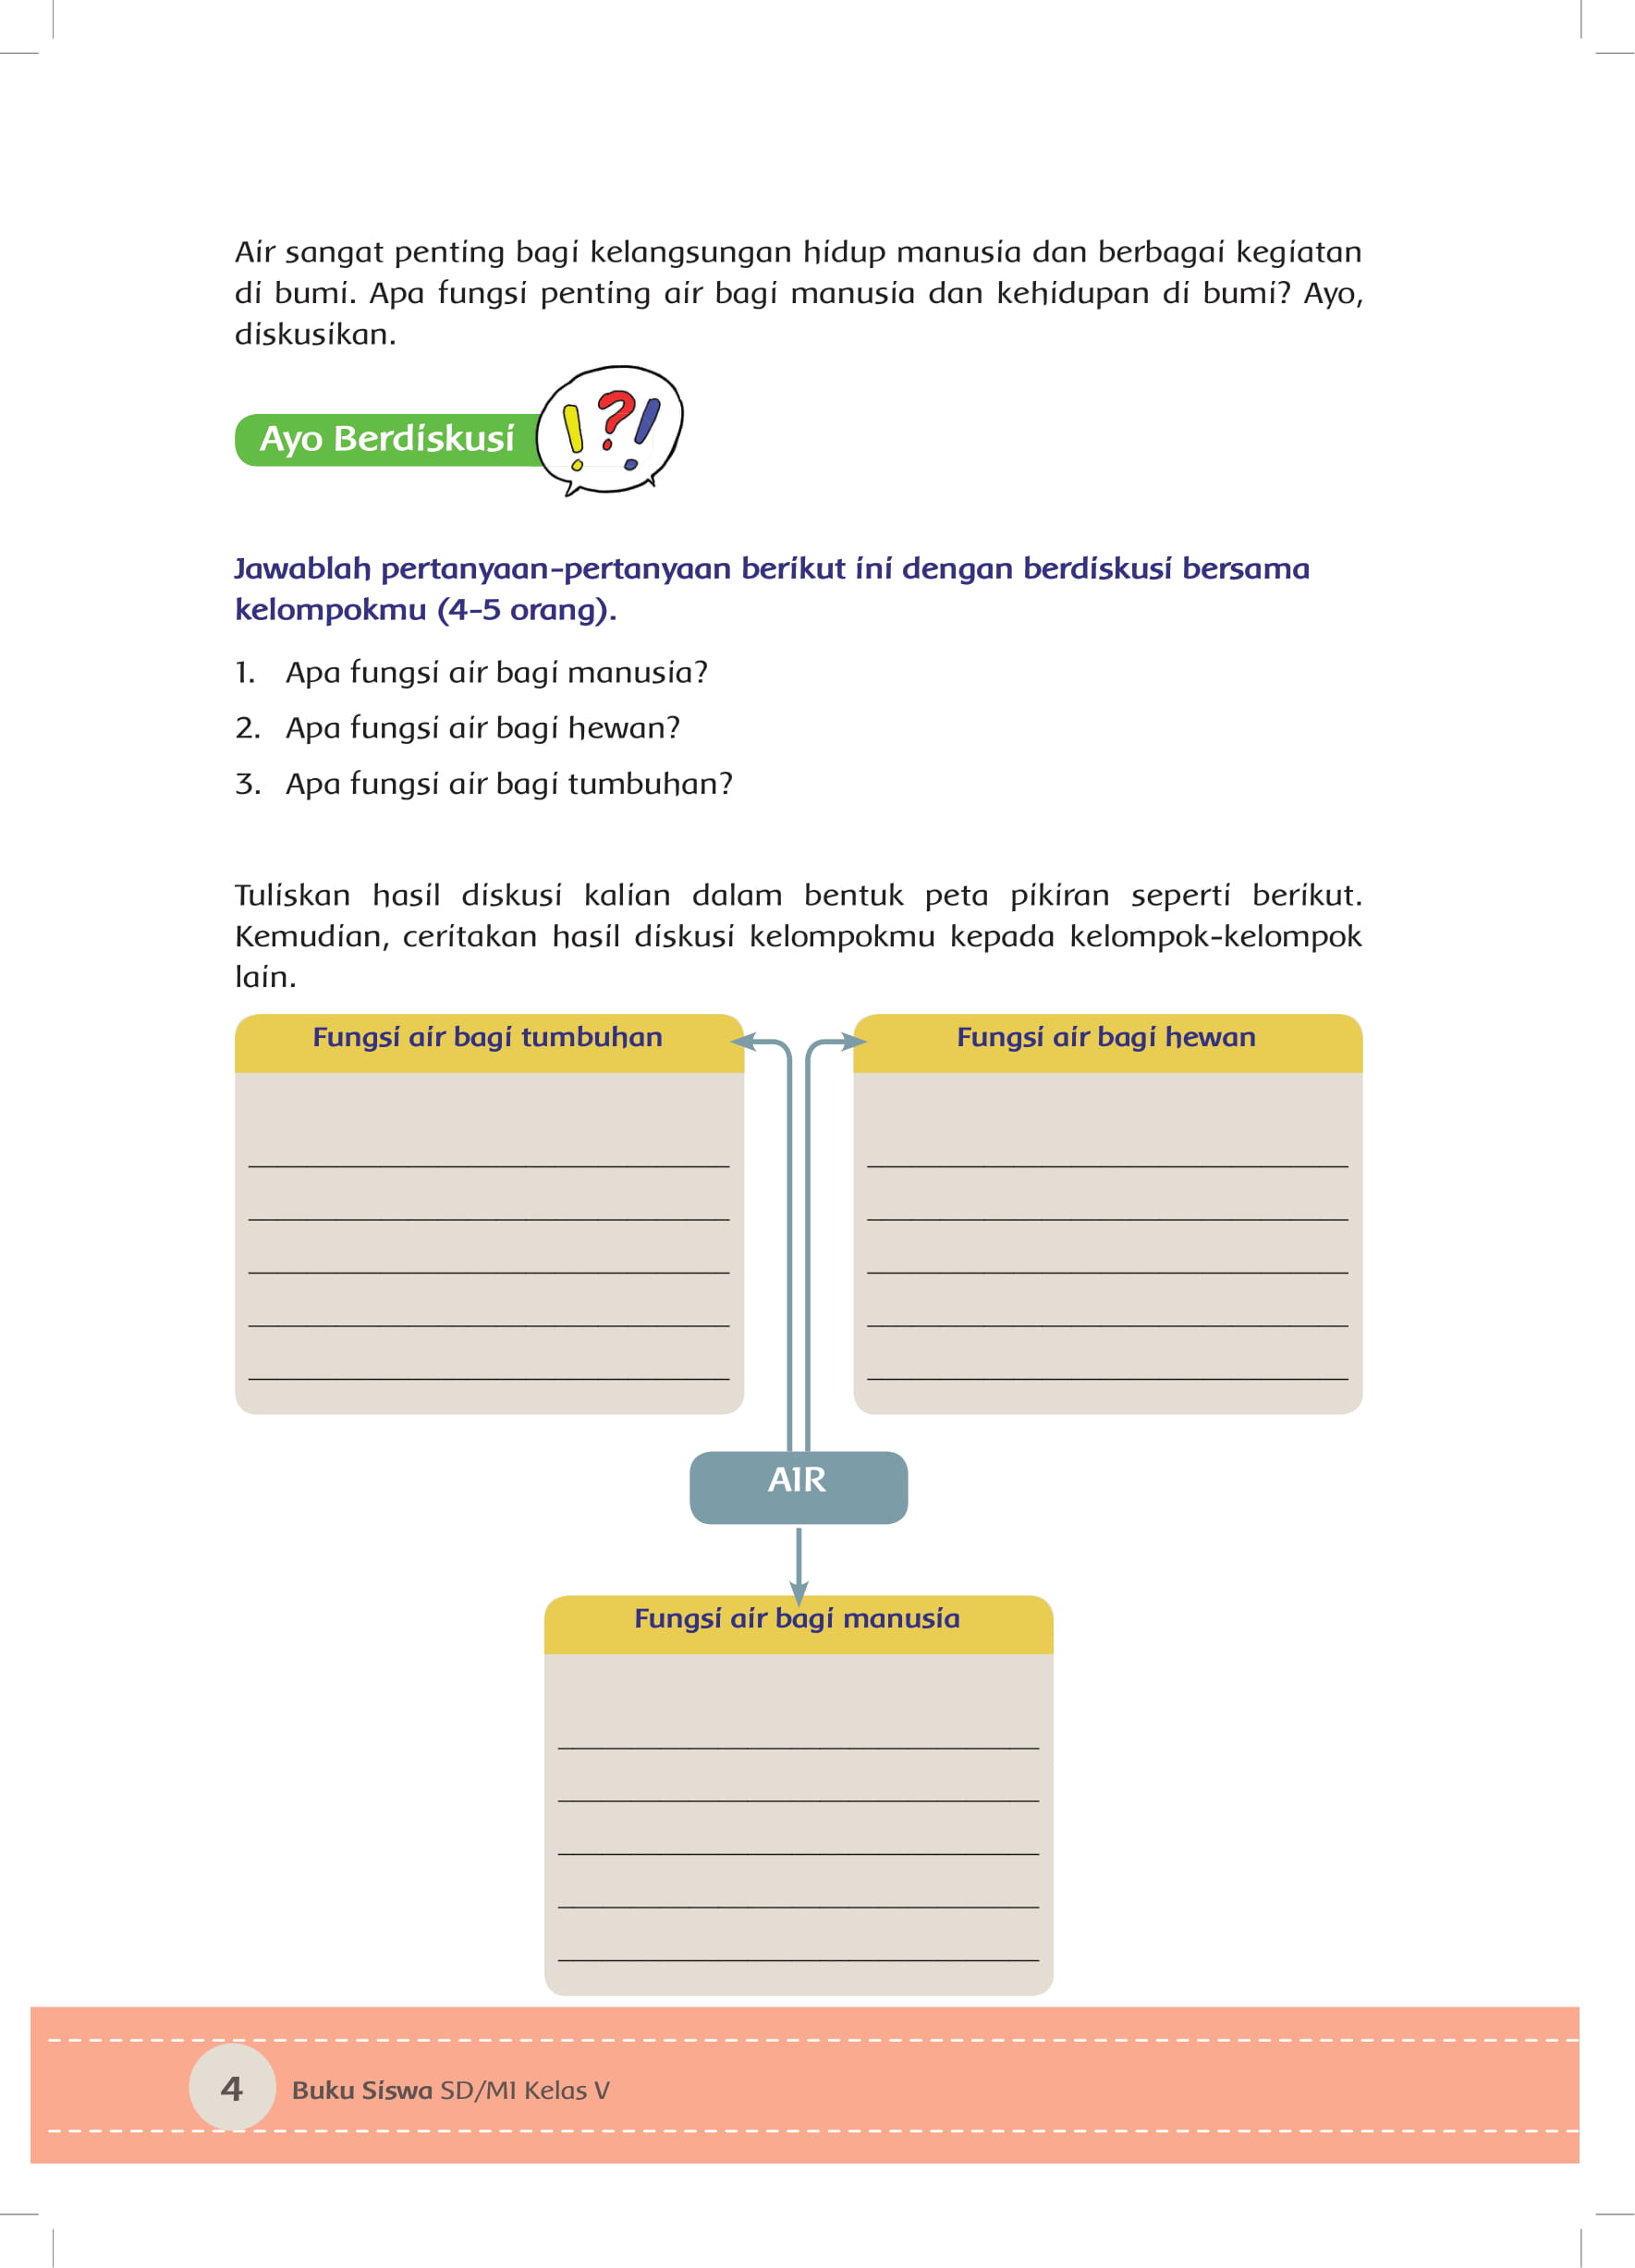 Air sangat penting bagi kelangsungan hidup manusia dan berbagai kegiatan
di bumi. Apa fungsi penting air bagi manusia dan kehidupan di bumi? Ayo,
diskusikan.
Ayo Berdiskusi
!?!
Jawablah pertanyaan-pertanyaan berikut ini dengan berdiskusi bersama
kelompokmu (4-5 orang).
1. Apa fungsi air bagi manusia?
2. Apa fungsi air bagi hewan?
3. Apa fungsi air bagi tumbuhan?
Tuliskan hasil diskusi kalian dalam bentuk peta pikiran seperti berikut.
Kemudian, ceritakan hasil diskusi kelompokmu kepada kelompok-kelompok
lain.
Fungsi air bagi tumbuhan
Fungsi air bagi hewan
AIR
Fungsi air bagi manusia
4
Buku Siswa SD/MI Kelas V